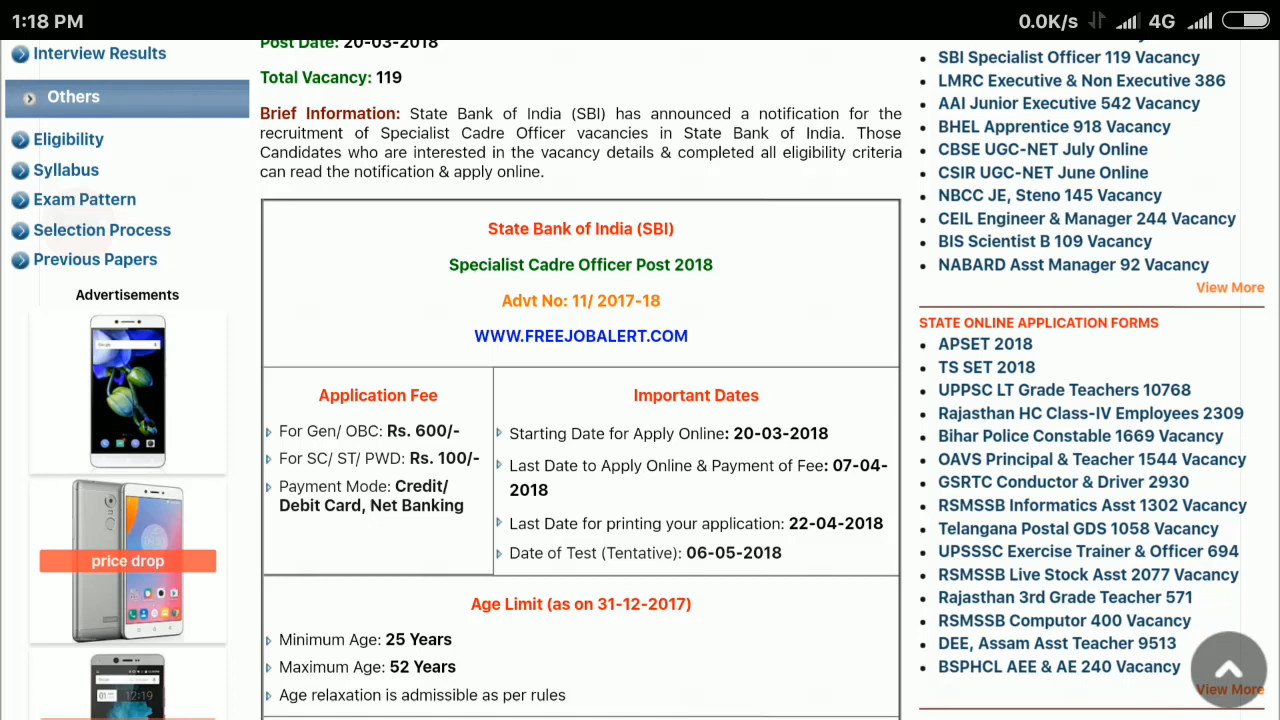 1:18 PM
0.0K/s 4G
Interview Results
Others
Eligibility
Syllabus
Exam Pattern
Selection Process
Previous Papers
Advertisements
price drop
12:19
Post Date: 20-03-2018
Total Vacancy: 119
Brief Information: State Bank of India (SBI) has announced a notification for the
recruitment of Specialist Cadre Officer vacancies in State Bank of India. Those
Candidates who are interested in the vacancy details & completed all eligibility criteria
can read the notification & apply online.
State Bank of India (SBI)
Specialist Cadre Officer Post 2018
Advt No: 11/ 2017-18
WWW.FREEJOBALERT.COM
Application Fee
For Gen/ OBC: Rs. 600/-
For SC/ ST/ PWD: Rs. 100/-
Payment Mode: Credit/
Debit Card, Net Banking
Important Dates
Starting Date for Apply Online: 20-03-2018
Last Date to Apply Online & Payment of Fee: 07-04-
2018
Last Date for printing your application: 22-04-2018
Date of Test (Tentative): 06-05-2018
Age Limit (as on 31-12-2017)
Minimum Age: 25 Years
Maximum Age: 52 Years
Age relaxation is admissible as per rules
SBI Specialist Officer 119 Vacancy
LMRC Executive & Non Executive 386
AAI Junior Executive 542 Vacancy
BHEL Apprentice 918 Vacancy
CBSE UGC-NET July Online
CSIR UGC-NET June Online
NBCC JE, Steno 145 Vacancy
CEIL Engineer & Manager 244 Vacancy
BIS Scientist B 109 Vacancy
NABARD Asst Manager 92 Vacancy
View More
STATE ONLINE APPLICATION FORMS
APSET 2018
TS SET 2018
UPPSC LT Grade Teachers 10768
Rajasthan HC Class-IV Employees 2309
Bihar Police Constable 1669 Vacancy
OAVS Principal & Teacher 1544 Vacancy
GSRTC Conductor & Driver 2930
RSMSSB Informatics Asst 1302 Vacancy
Telangana Postal GDS 1058 Vacancy
UPSSSC Exercise Trainer & Officer 694
RSMSSB Live Stock Asst 2077 Vacancy
Rajasthan 3rd Grade Teacher 571
RSMSSB Computor 400 Vacancy
DEE, Assam Asst Teacher 9513
BSPHCL AEE & AE 240 Vacancy
View More